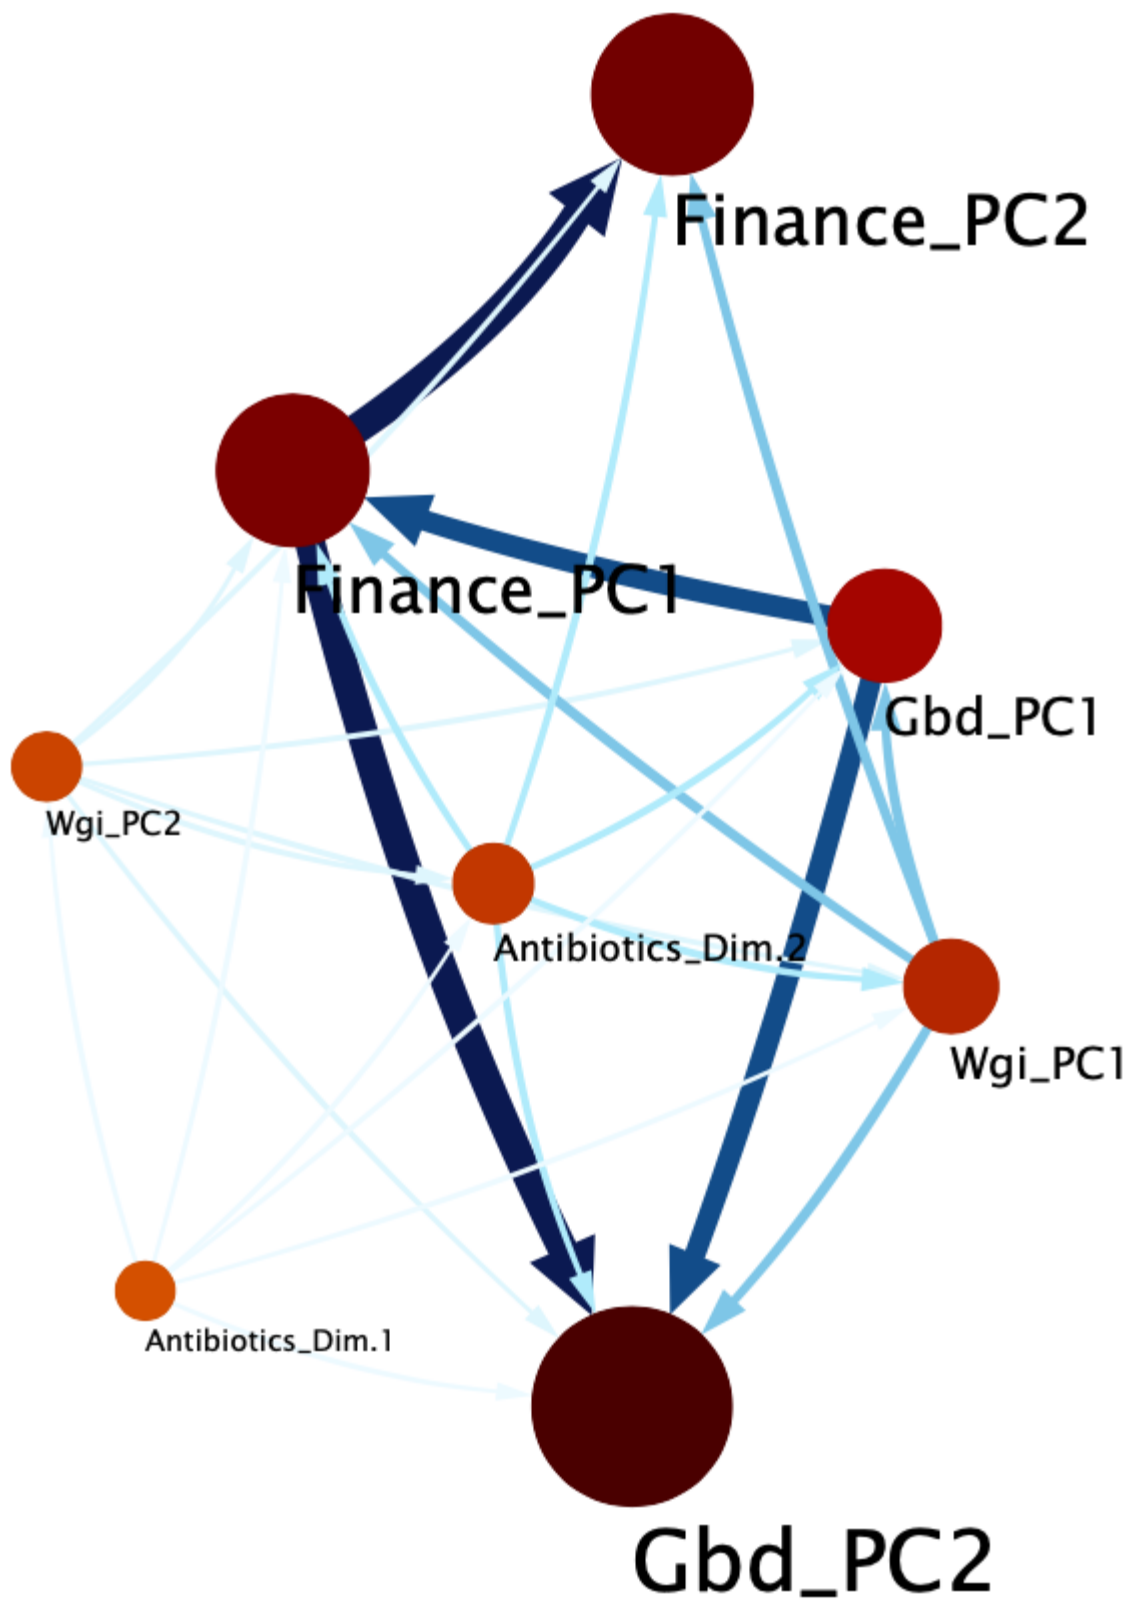 Finance_PC2
Finance_PC1
Gbd_PC1
Wgi_PC2
Antibiotics_Dim.2
Wgi_PC1
Antibiotics_Dim.1
Gbd_PC2